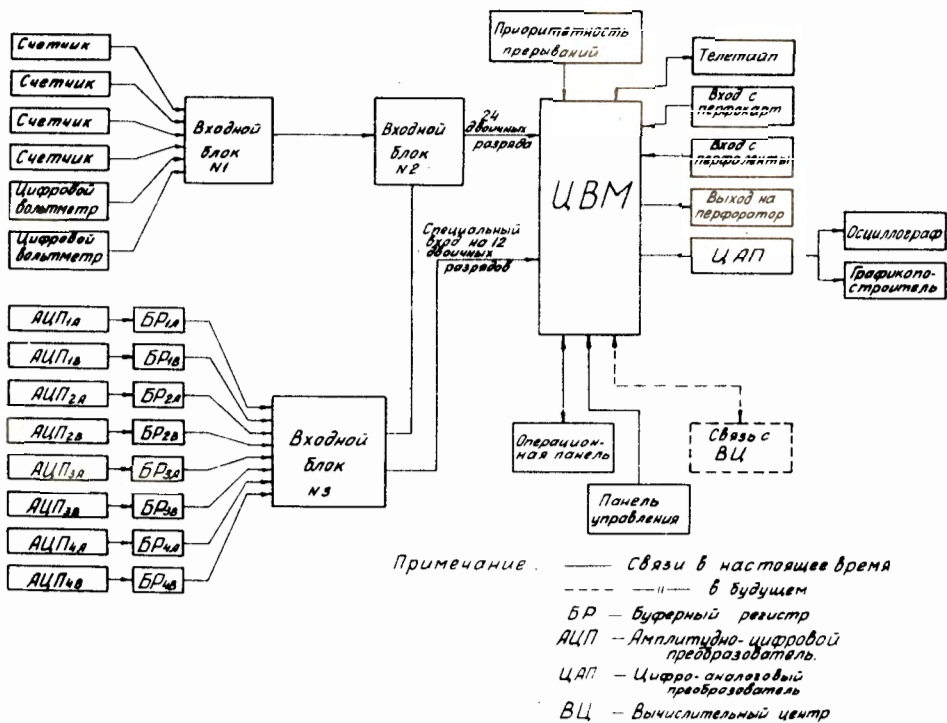 Счетчик
Счетчик
Счетчик
Счетчик
Цифровой
вольтметр
Цифровой
вольтметр
Входной
блок
N1
Входной
блок
N2
24
двоичных
разряда
Специальный
вход на 12
двоичных
разрядов
Приоритетность
прерываний
ЦВМ
Телетайп
Вход с
перфокарт
Вход с
перфоленты
Выход на
перфоратор
ЦАП
Осциллограф
Графикопо-
строитель
АЦП1А
БР1А
АЦП1В
БР1В
АЦП2А
БР2А
АЦП2В
БР2В
АЦП3А
БР3А
АЦП3В
БР3В
АЦП4А
БР4А
АЦП4В
БР4В
Входной
блок
N3
Операцион-
ная панель
Панель
управления
Связь с
ВЦ
Примечание. —— Связи в настоящее время
---- —"— в будущем
БР — Буферный регистр
АЦП — Амплитудно-цифровой
преобразователь.
ЦАП — Цифро-аналоговый
преобразователь
ВЦ — Вычислительный центр